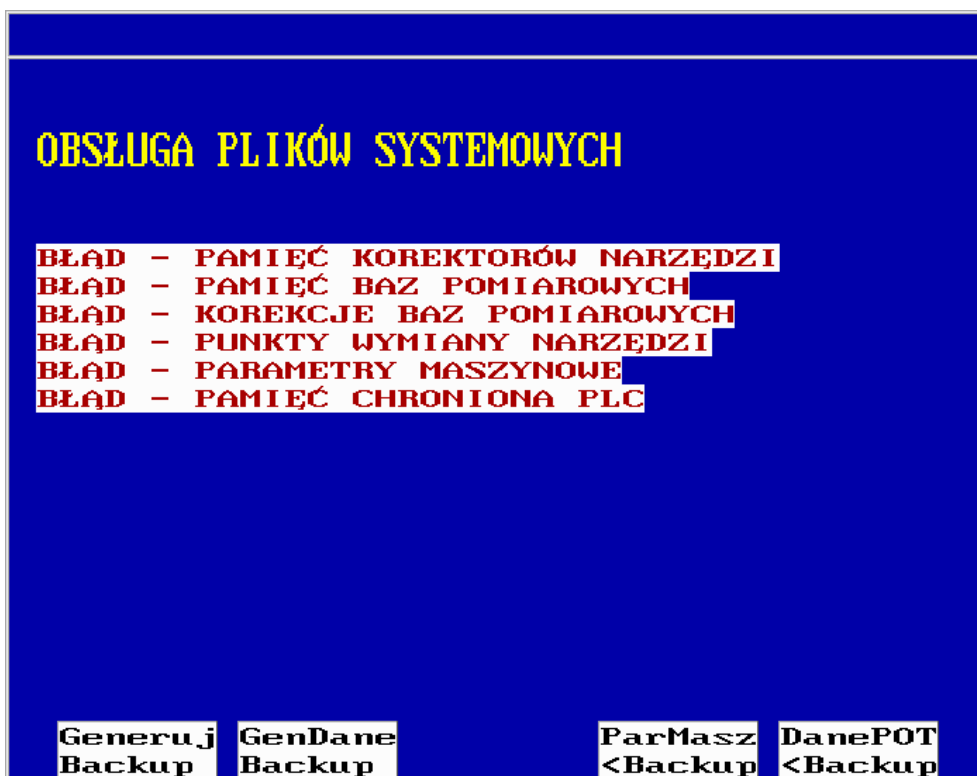 OBSŁUGA PLIKÓW SYSTEMOWYCH
BŁĄD - PAMIĘĆ KOREKTORÓW NARZĘDZI
BŁĄD - PAMIĘĆ BAZ POMIAROWYCH
BŁĄD - KOREKCJE BAZ POMIAROWYCH
BŁĄD - PUNKTY WYMIANY NARZĘDZI
BŁĄD - PARAMETRY MASZYNOWE
BŁĄD - PAMIĘĆ CHRONIONA PLC
Generuj GenDane ParMasz DanePOT
Backup Backup <Backup <Backup